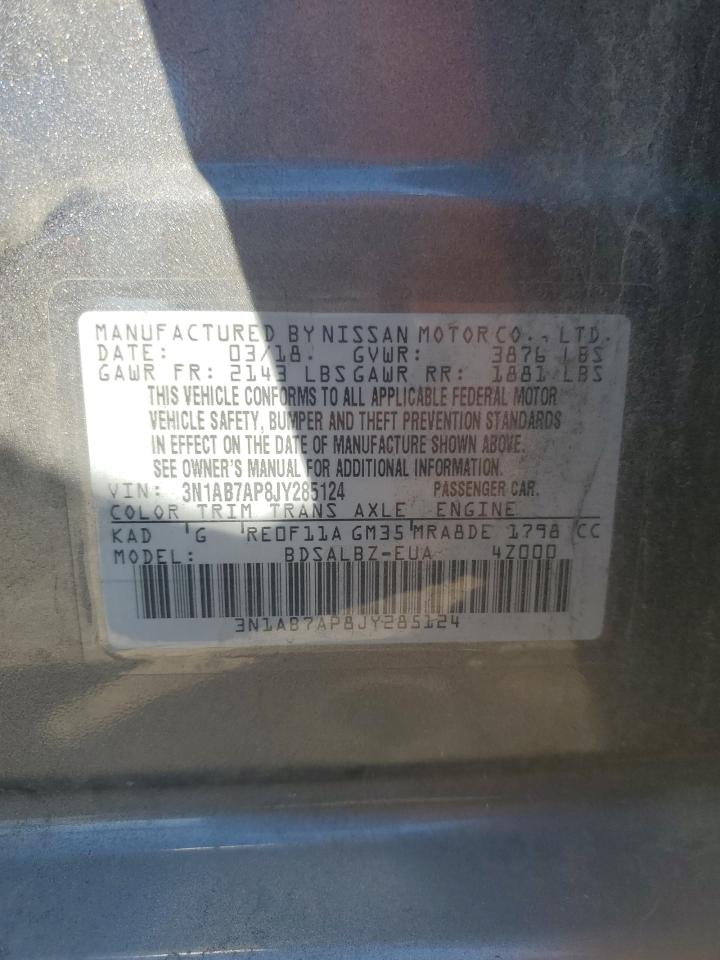 MANUFACTURED BY NISSAN MOTOR CO., LTD.
DATE: 03/18. GVWR: 3876 LBS
GAWR FR: 2143 LBS GAWR RR: 1881 LBS
THIS VEHICLE CONFORMS TO ALL APPLICABLE FEDERAL MOTOR
VEHICLE SAFETY, BUMPER AND THEFT PREVENTION STANDARDS
IN EFFECT ON THE DATE OF MANUFACTURE SHOWN ABOVE.
SEE OWNER'S MANUAL FOR ADDITIONAL INFORMATION.
VIN: 3N1AB7AP8JY285124 PASSENGER CAR.
COLOR TRIM TRANS AXLE ENGINE
KAD G RE0F11A GM35 MRA8DE 1798 CC
MODEL: BDSALBZ-EUA 4Z000
3N1AB7AP8JY285124